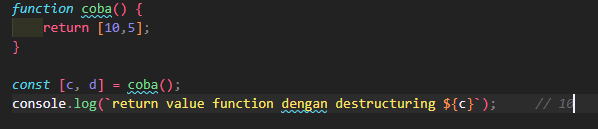 function coba() {
    return [10,5];
}
const [c, d] = coba();
console.log(`return value function dengan destructuring ${c}`);     // 10